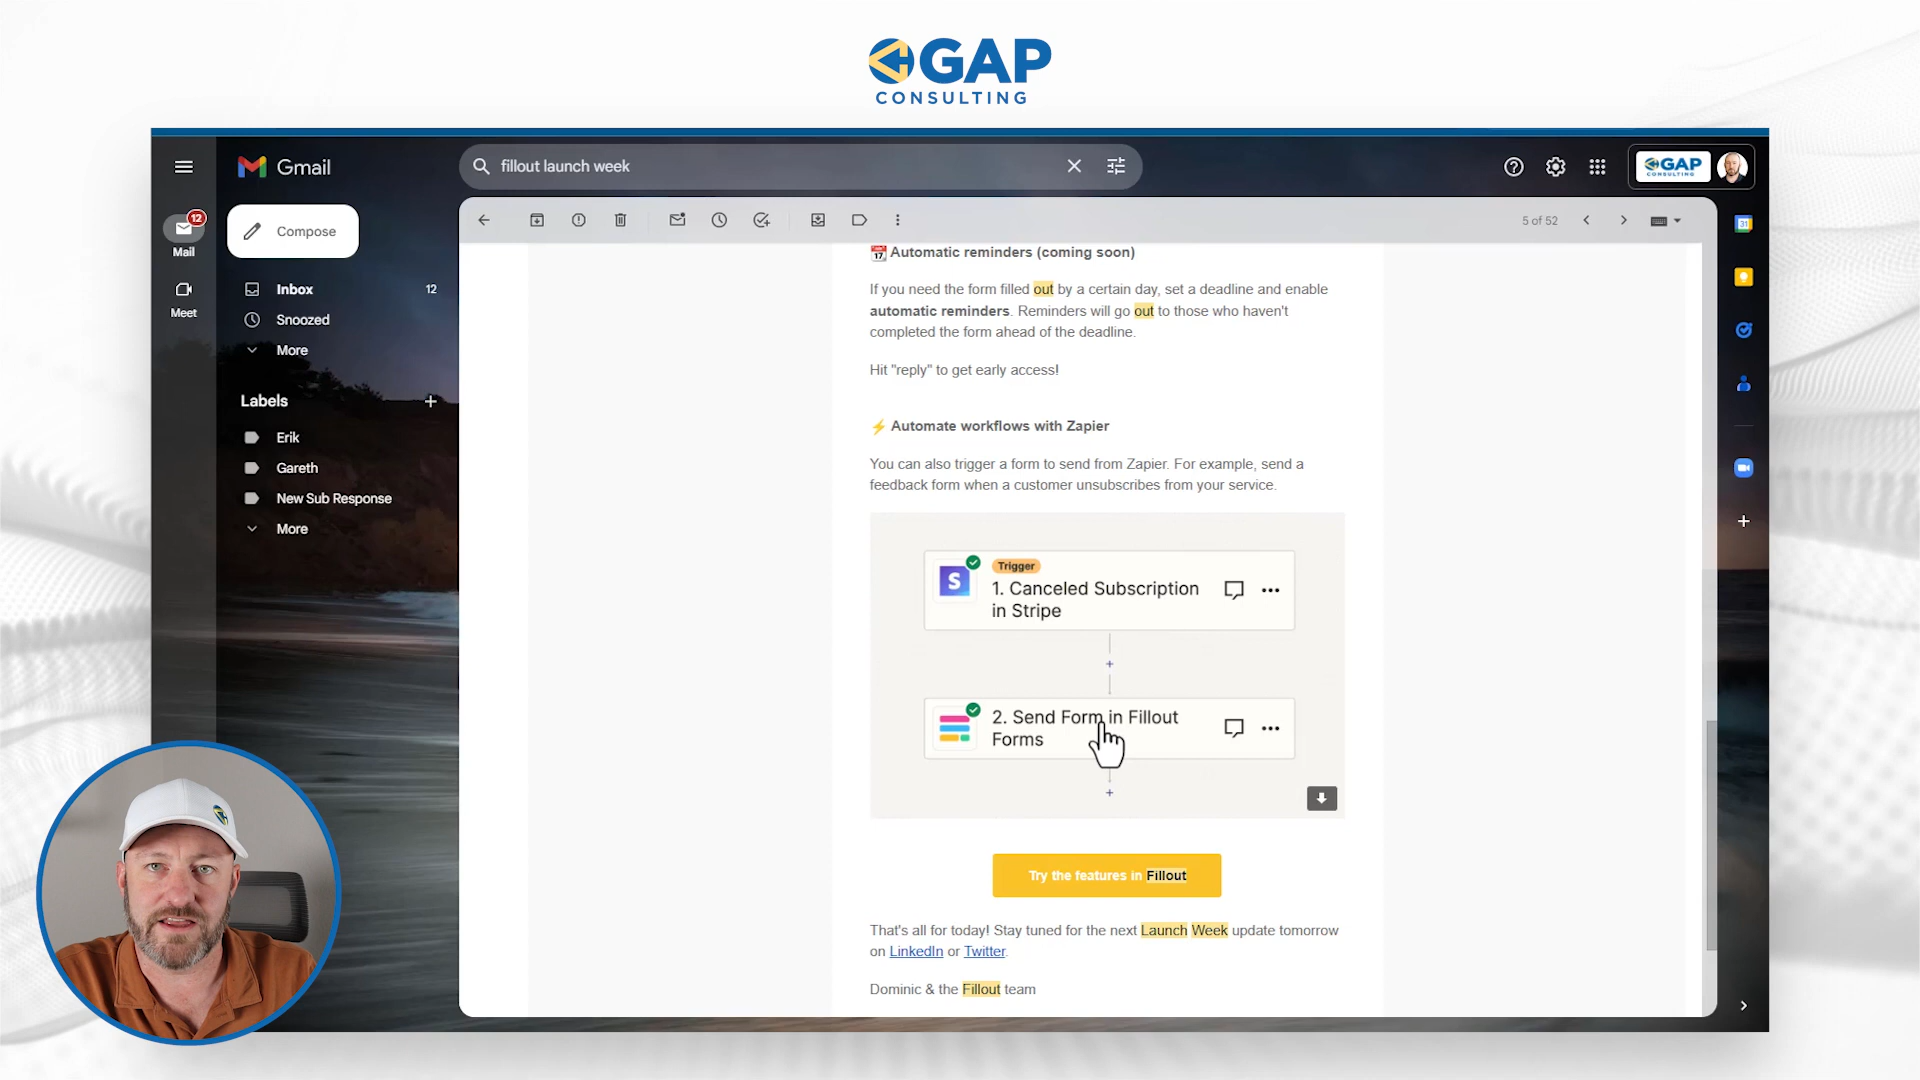 GAP
CONSULTING
Gmail
fillout launch week
GAP
CONSULTING
12
Mail
Meet
Compose
Inbox 12
Snoozed
More
Labels
Erik
Gareth
New Sub Response
More
5 of 52
31
📆 Automatic reminders (coming soon)
If you need the form filled out by a certain day, set a deadline and enable
automatic reminders. Reminders will go out to those who haven't
completed the form ahead of the deadline.
Hit "reply" to get early access!
⚡ Automate workflows with Zapier
You can also trigger a form to send from Zapier. For example, send a
feedback form when a customer unsubscribes from your service.
S
Trigger
1. Canceled Subscription
in Stripe
2. Send Form in Fillout
Forms
Try the features in Fillout
That's all for today! Stay tuned for the next Launch Week update tomorrow
on LinkedIn or Twitter.
Dominic & the Fillout team